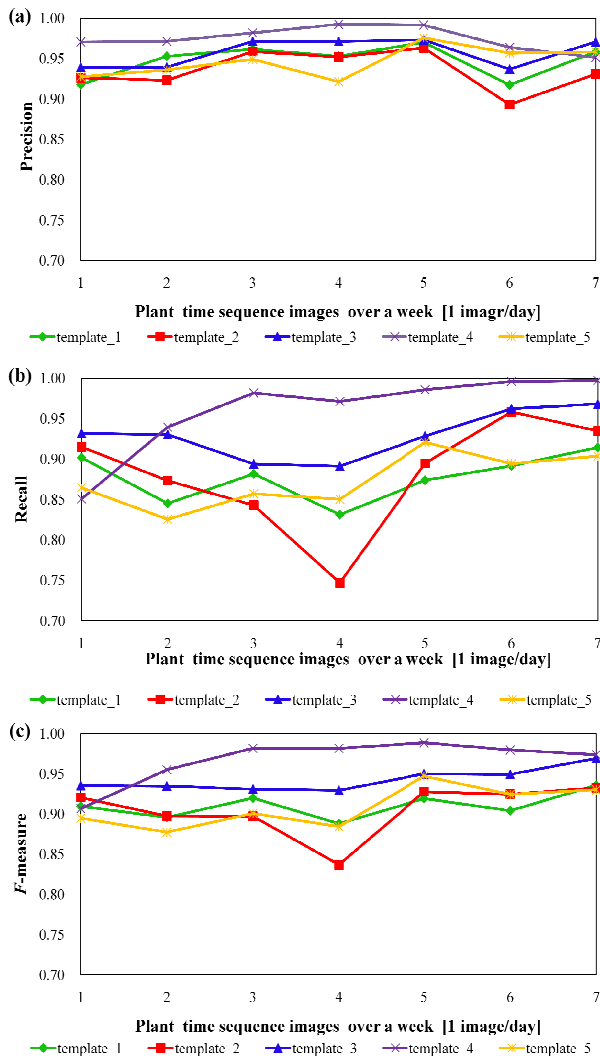 (a)
1.00
0.95
0.90
0.85
0.80
0.75
0.70
Precision
1 2 3 4 5 6 7
Plant time sequence images over a week [1 imagr/day]
template_1 template_2 template_3 template_4 template_5
(b)
1.00
0.95
0.90
0.85
0.80
0.75
0.70
Recall
1 2 3 4 5 6 7
Plant time sequence images over a week [1 image/day]
template_1 template_2 template_3 template_4 template_5
(c)
1.00
0.95
0.90
0.85
0.80
0.75
0.70
F-measure
1 2 3 4 5 6 7
Plant time sequence images over a week [1 image/day]
template_1 template_2 template_3 template_4 template_5